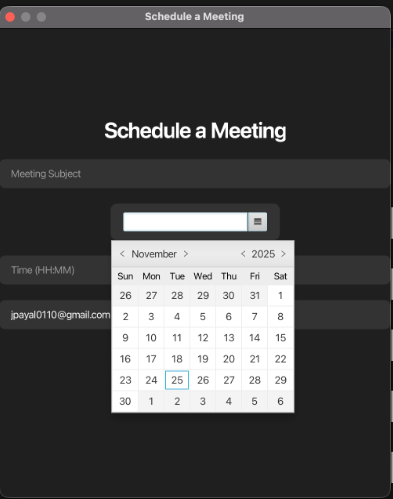 Schedule a Meeting
Schedule a Meeting
Meeting Subject
November 2025
Sun Mon Tue Wed Thu Fri Sat
26 27 28 29 30 31 1
2 3 4 5 6 7 8
9 10 11 12 13 14 15
16 17 18 19 20 21 22
23 24 25 26 27 28 29
30 1 2 3 4 5 6
Time (HH:MM)
jpayal0110@gmail.com